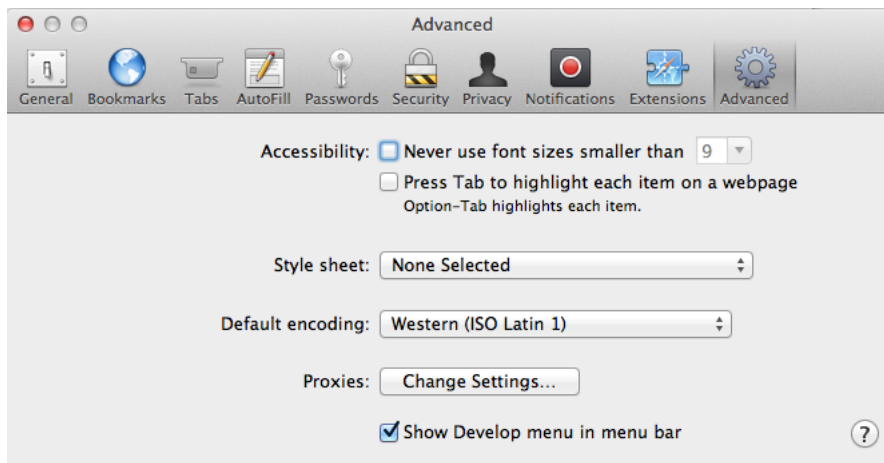 Advanced
General Bookmarks Tabs AutoFill Passwords Security Privacy Notifications Extensions Advanced
Accessibility: Never use font sizes smaller than 9
Press Tab to highlight each item on a webpage
Option-Tab highlights each item.
Style sheet: None Selected
Default encoding: Western (ISO Latin 1)
Proxies: Change Settings...
Show Develop menu in menu bar
?